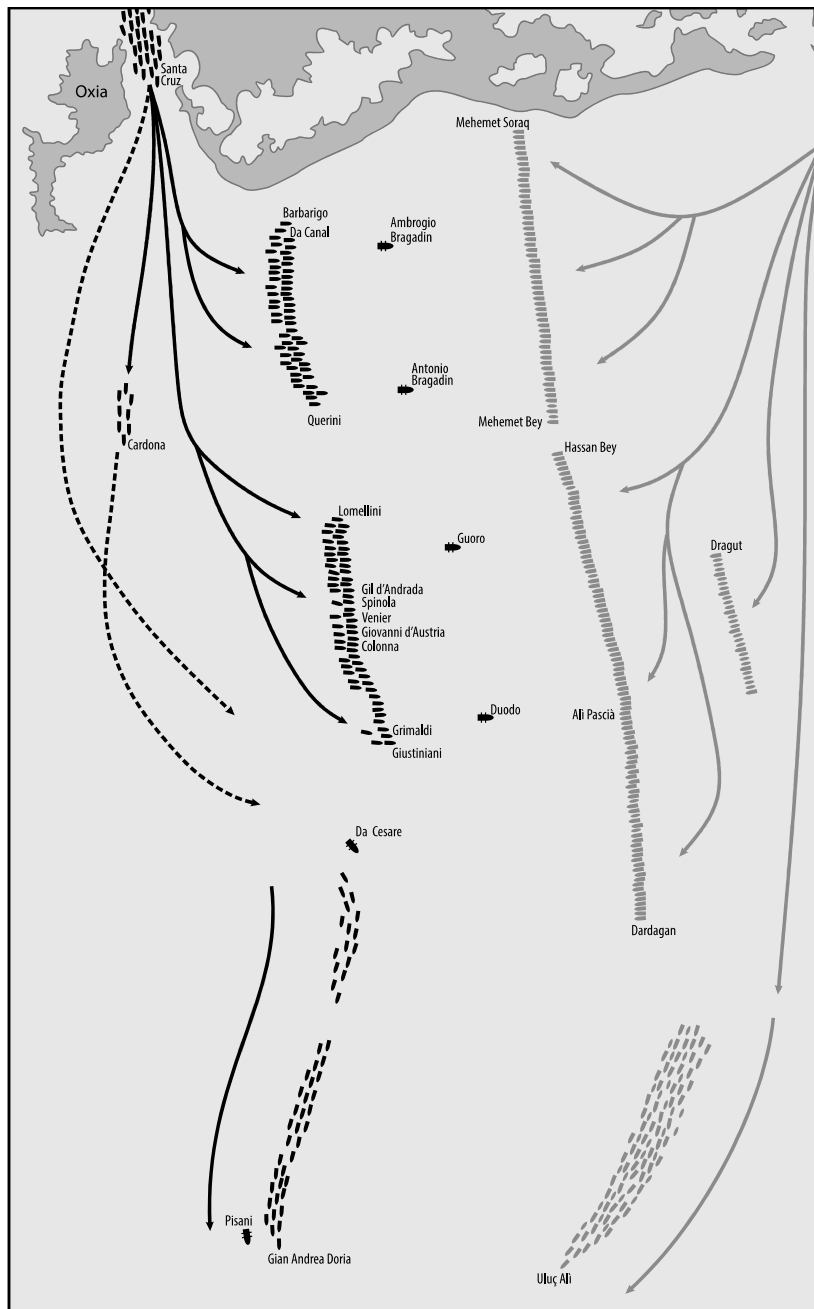 Santa
Cruz
Oxia
Mehemet Soraq
Barbarigo
Da Canal
Ambrogio
Bragadin
Antonio
Bragadin
Querini
Mehemet Bey
Cardona
Hassan Bey
Lomellini
Guoro
Dragut
Gil d'Andrada
Spinola
Venier
Giovanni d'Austria
Colonna
Duodo
Alì Pascià
Grimaldi
Giustiniani
Da Cesare
Dardagan
Pisani
Gian Andrea Doria
Uluç Alì